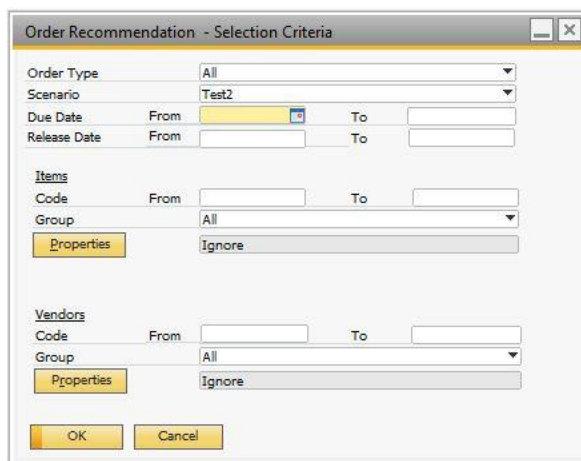 Order Recommendation - Selection Criteria
Order Type All
Scenario Test2
Due Date From To
Release Date From To
Items
Code From To
Group All
Properties Ignore
Vendors
Code From To
Group All
Properties Ignore
OK Cancel